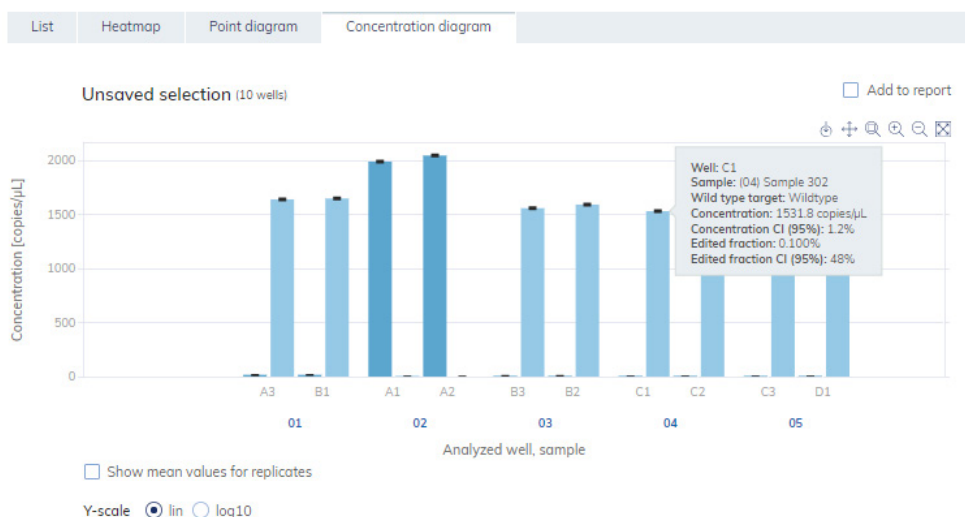 List Heatmap Point diagram Concentration diagram
Unsaved selection (10 wells)
Add to report
Concentration [copies/µL]
2000
1500
1000
500
0
Well: C1
Sample: (04) Sample 302
Wild type target: Wildtype
Concentration: 1531.8 copies/µL
Concentration CI (95%): 1.2%
Edited fraction: 0.100%
Edited fraction CI (95%): 48%
A3 B1 A1 A2 B3 B2 C1 C2 C3 D1
01 02 03 04 05
Analyzed well, sample
Show mean values for replicates
Y-scale lin log10